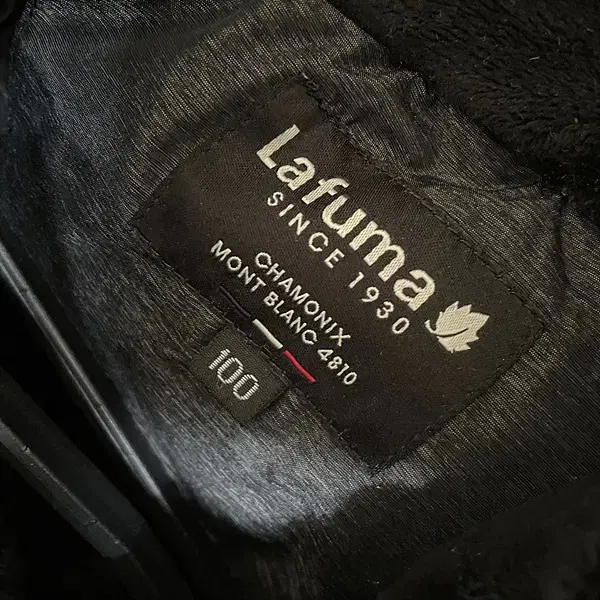 Lafuma
SINCE 1930
CHAMONIX
MONT BLANC 4810
100